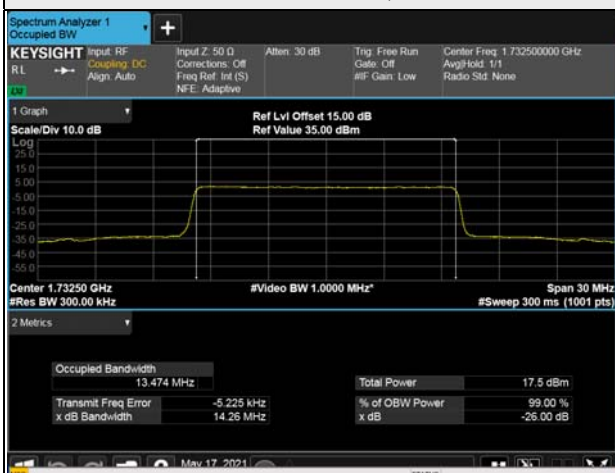 Spectrum Analyzer 1
Occupied BW
KEYSIGHT Input: RF Input Z: 50 Ω Atten: 30 dB Trig: Free Run Center Freq: 1.732500000 GHz
RL Coupling: DC Corrections: Off Gate: Off Avg|Hold: 1/1
Align: Auto Freq Ref: Int (S) #IF Gain: Low Radio Std: None
NFE: Adaptive
1 Graph
Ref Lvl Offset 15.00 dB
Scale/Div 10.0 dB Ref Value 35.00 dBm
Log
25.0
15.0
5.00
-5.00
-15.0
-25.0
-35.0
-45.0
-55.0
Center 1.73250 GHz #Video BW 1.0000 MHz* Span 30 MHz
#Res BW 300.00 kHz #Sweep 300 ms (1001 pts)
2 Metrics
Occupied Bandwidth
13.474 MHz Total Power 17.5 dBm
Transmit Freq Error -5.225 kHz % of OBW Power 99.00 %
x dB Bandwidth 14.26 MHz x dB -26.00 dB
May 17, 2021